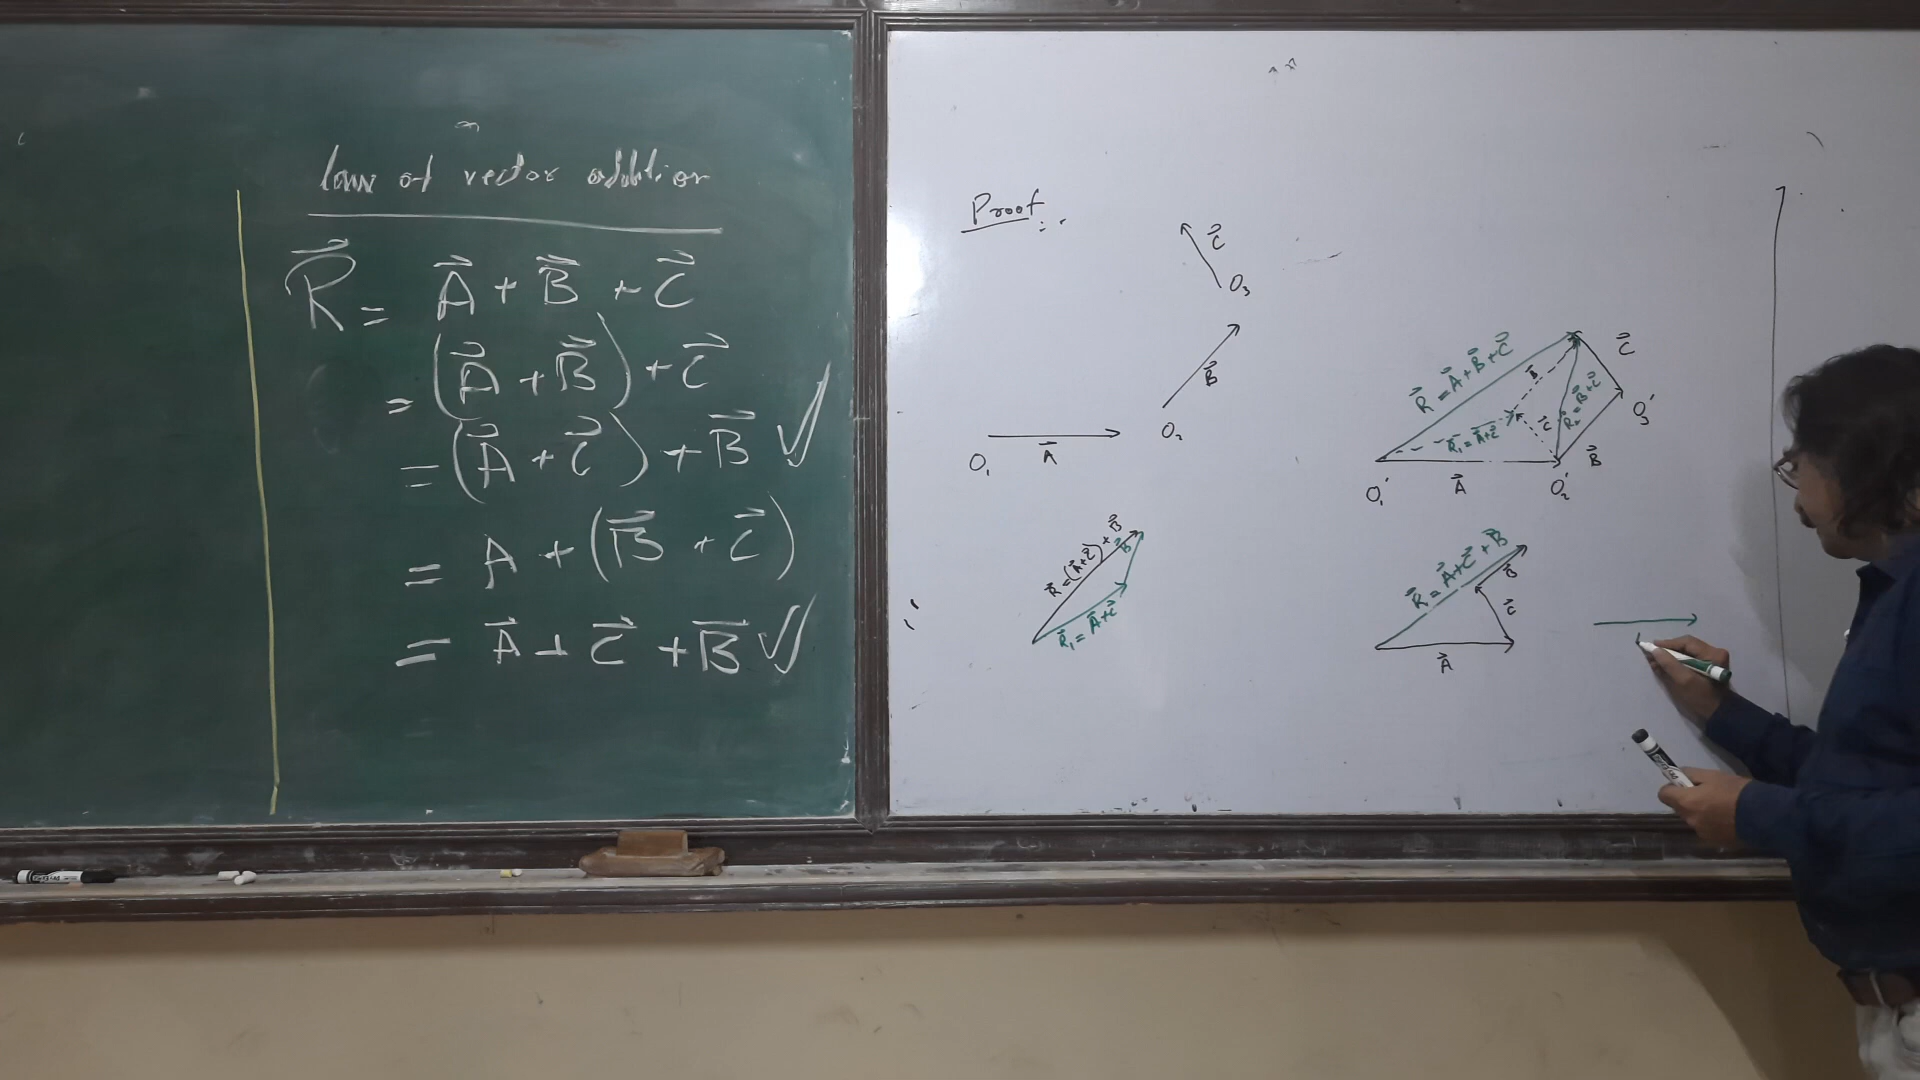 law of vector addition
R⃗ = A⃗ + B⃗ + C⃗
= (A⃗ + B⃗) + C⃗
= (A⃗ + C⃗) + B⃗ ✓
= A + (B⃗ + C⃗)
= A⃗ + C⃗ + B⃗ ✓
Proof :.
C⃗
O₃
B⃗
O₂
A⃗
O₁
R⃗ = A⃗ + B⃗ + C⃗
C⃗
B⃗
R⃗₂ = B⃗ + C⃗
C⃗
O₃'
R⃗₁ = A⃗ + C⃗
B⃗
O₁'
A⃗
O₂'
R⃗ = (A⃗ + C⃗) + B⃗
B⃗
R⃗₁ = A⃗ + C⃗
R⃗ = A⃗ + C⃗ + B⃗
B⃗
C⃗
A⃗